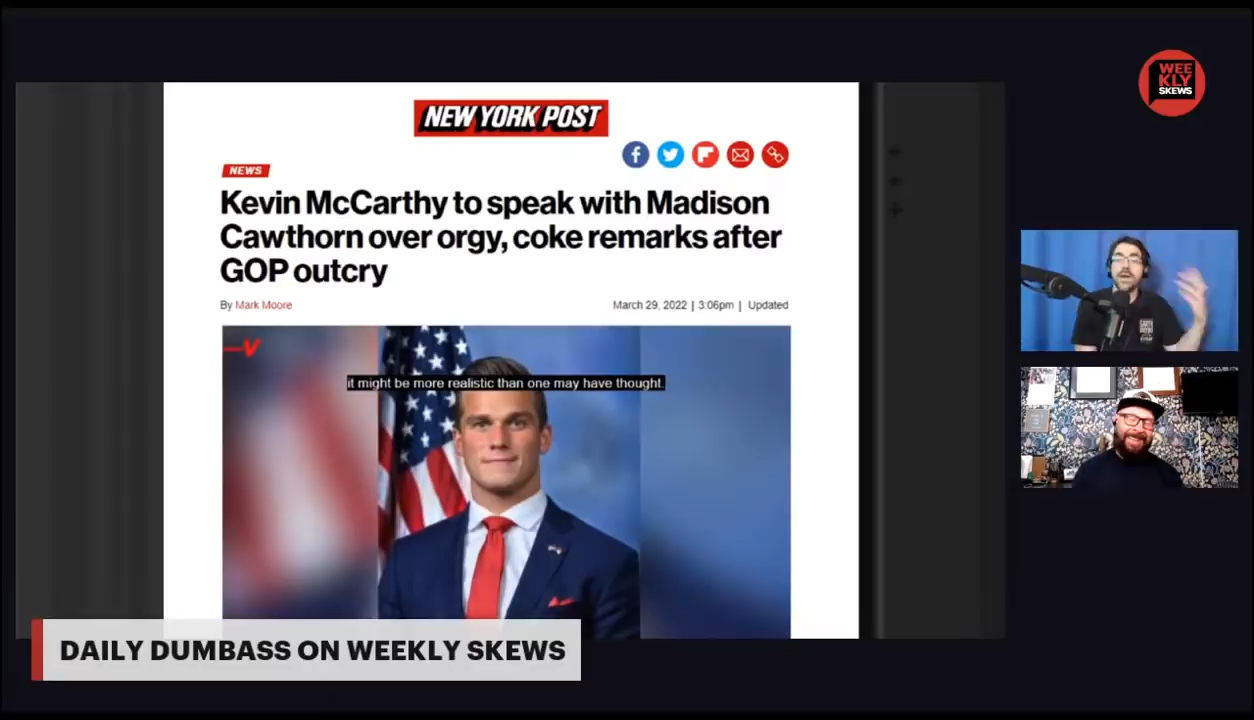 WEE
KLY
SKEWS
NEW YORK POST
NEWS
Kevin McCarthy to speak with Madison
Cawthorn over orgy, coke remarks after
GOP outcry
By Mark Moore
March 29, 2022 | 3:06pm | Updated
it might be more realistic than one may have thought.
DAILY DUMBASS ON WEEKLY SKEWS